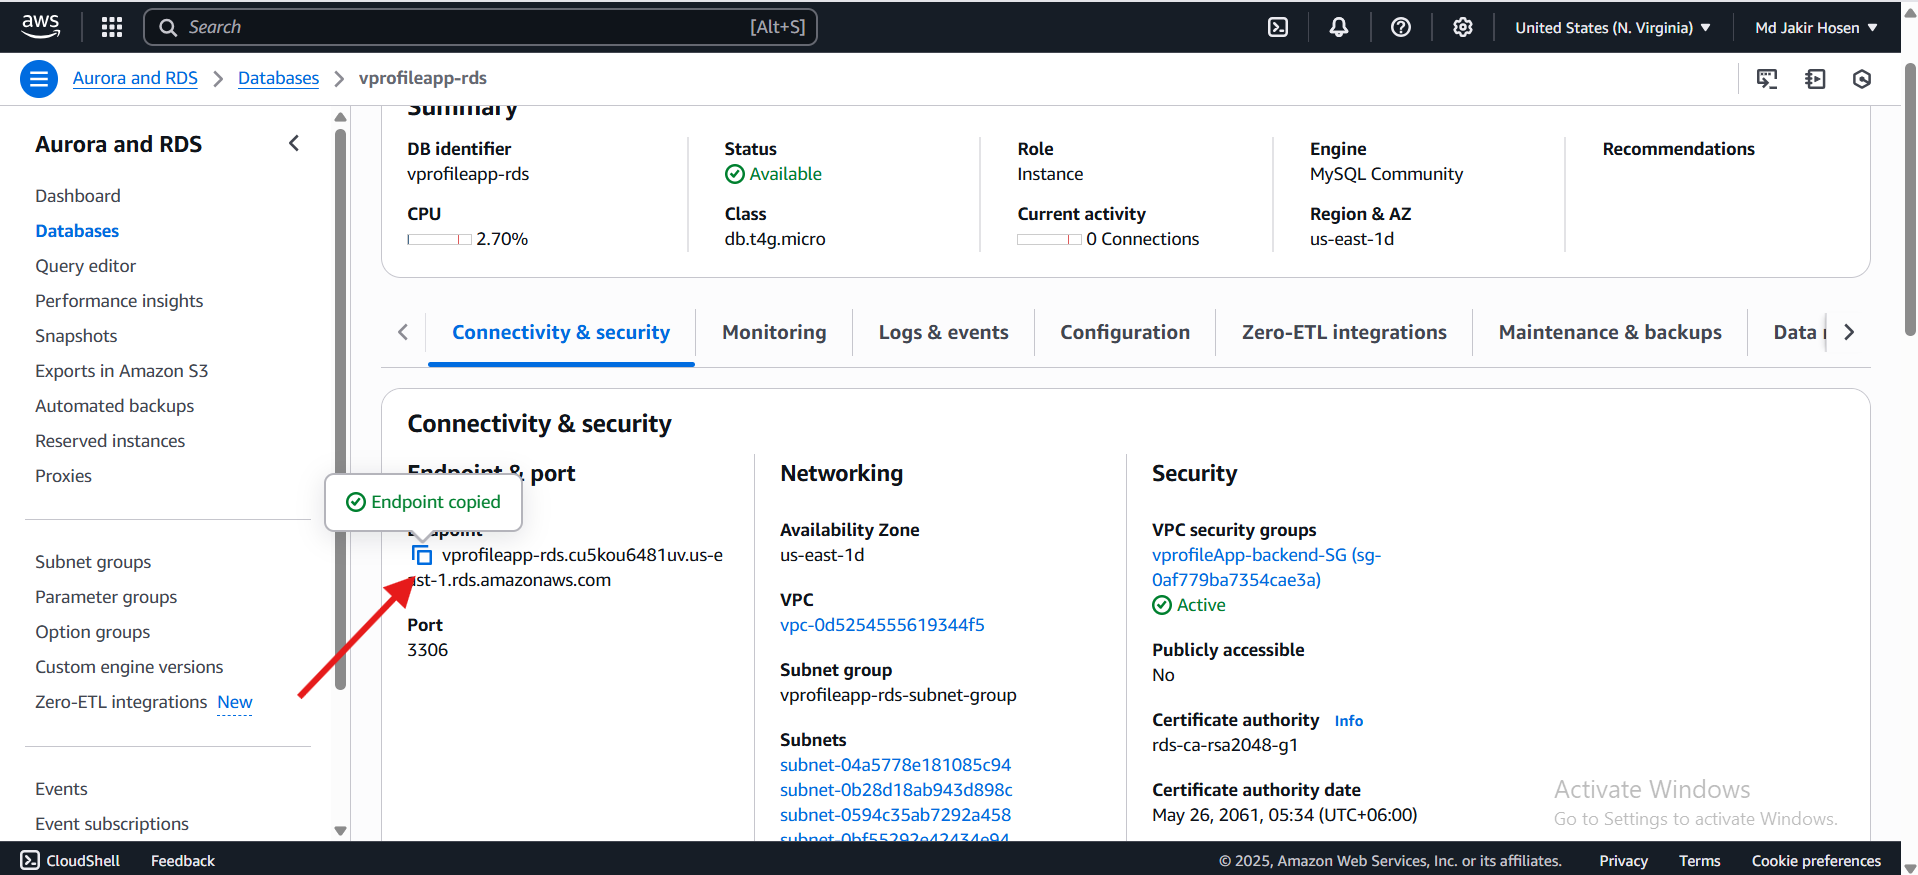 aws
Search [Alt+S]
United States (N. Virginia)
Md Jakir Hosen
Aurora and RDS
Databases
vprofileapp-rds
Aurora and RDS
Dashboard
Databases
Query editor
Performance insights
Snapshots
Exports in Amazon S3
Automated backups
Reserved instances
Proxies
Subnet groups
Parameter groups
Option groups
Custom engine versions
Zero-ETL integrations New
Events
Event subscriptions
Summary
DB identifier
vprofileapp-rds
Status
Available
Role
Instance
Engine
MySQL Community
Recommendations
CPU
2.70%
Class
db.t4g.micro
Current activity
0 Connections
Region & AZ
us-east-1d
Connectivity & security
Monitoring
Logs & events
Configuration
Zero-ETL integrations
Maintenance & backups
Data
Connectivity & security
Endpoint & port
Endpoint copied
Endpoint
vprofileapp-rds.cu5kou6481uv.us-e
ast-1.rds.amazonaws.com
Port
3306
Networking
Availability Zone
us-east-1d
VPC
vpc-0d5254555619344f5
Subnet group
vprofileapp-rds-subnet-group
Subnets
subnet-04a5778e181085c94
subnet-0b28d18ab943d898c
subnet-0594c35ab7292a458
subnet-0bf55292e42434e94
Security
VPC security groups
vprofileApp-backend-SG (sg-
0af779ba7354cae3a)
Active
Publicly accessible
No
Certificate authority Info
rds-ca-rsa2048-g1
Certificate authority date
May 26, 2061, 05:34 (UTC+06:00)
Activate Windows
Go to Settings to activate Windows.
CloudShell
Feedback
© 2025, Amazon Web Services, Inc. or its affiliates.
Privacy
Terms
Cookie preferences